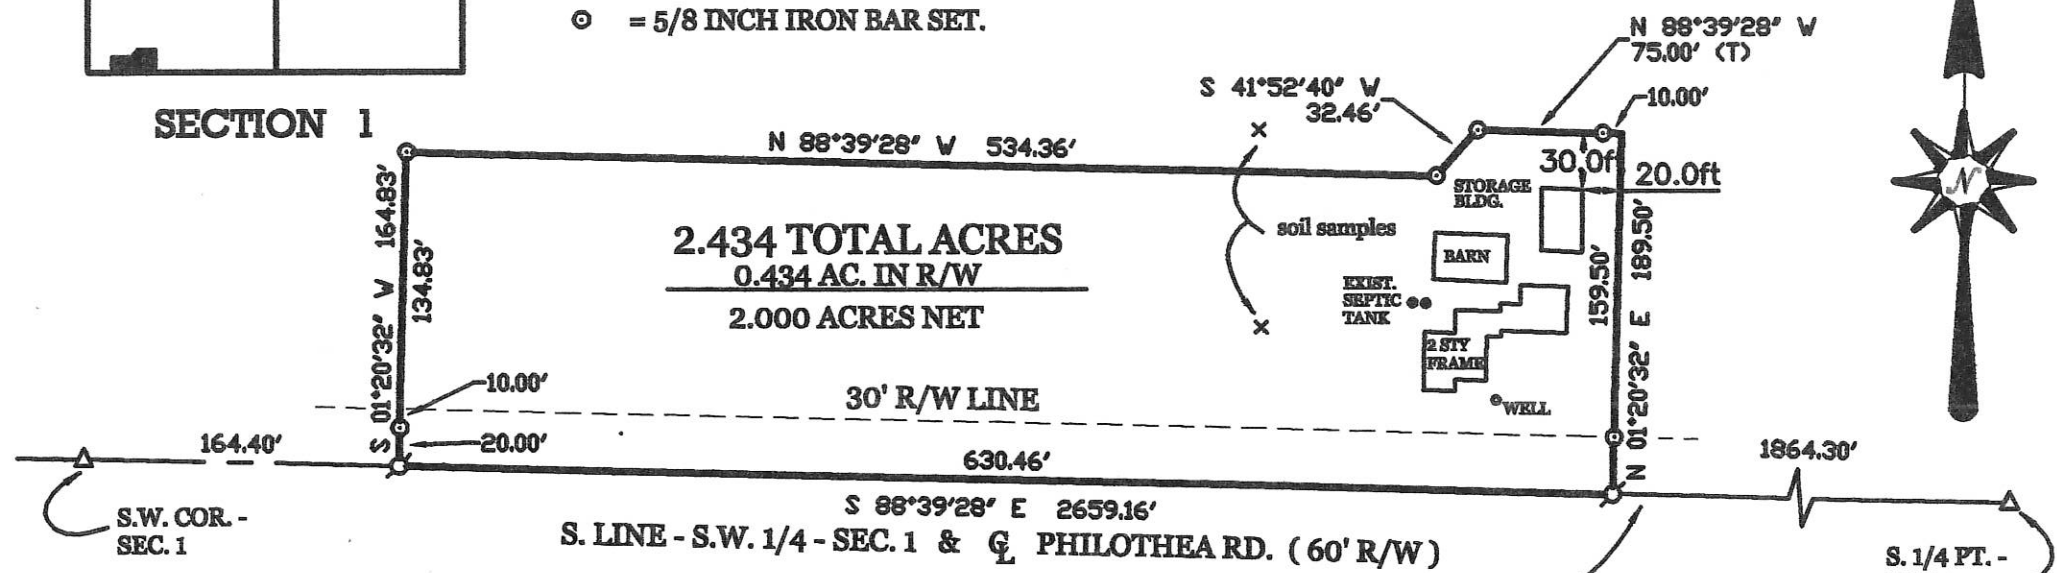 = 5/8 INCH IRON BAR SET.
SECTION 1
N 88°39'28" W
75.00' (T)
S 41°52'40" W
32.46'
10.00'
N 88°39'28" W 534.36'
30.0ft
20.0ft
STORAGE
BLDG.
S 01°20'32" W 164.83'
134.83'
2.434 TOTAL ACRES
0.434 AC. IN R/W
2.000 ACRES NET
soil samples
x
x
BARN
EXIST.
SEPTIC
TANK
2 STY
FRAME
WELL
159.50'
N 01°20'32" E 189.50'
N
10.00'
30' R/W LINE
20.00'
164.40'
630.46'
1864.30'
S 88°39'28" E 2659.16'
S.W. COR. -
SEC. 1
S. LINE - S.W. 1/4 - SEC. 1 & ℄ PHILOTHEA RD. ( 60' R/W )
S. 1/4 PT. -